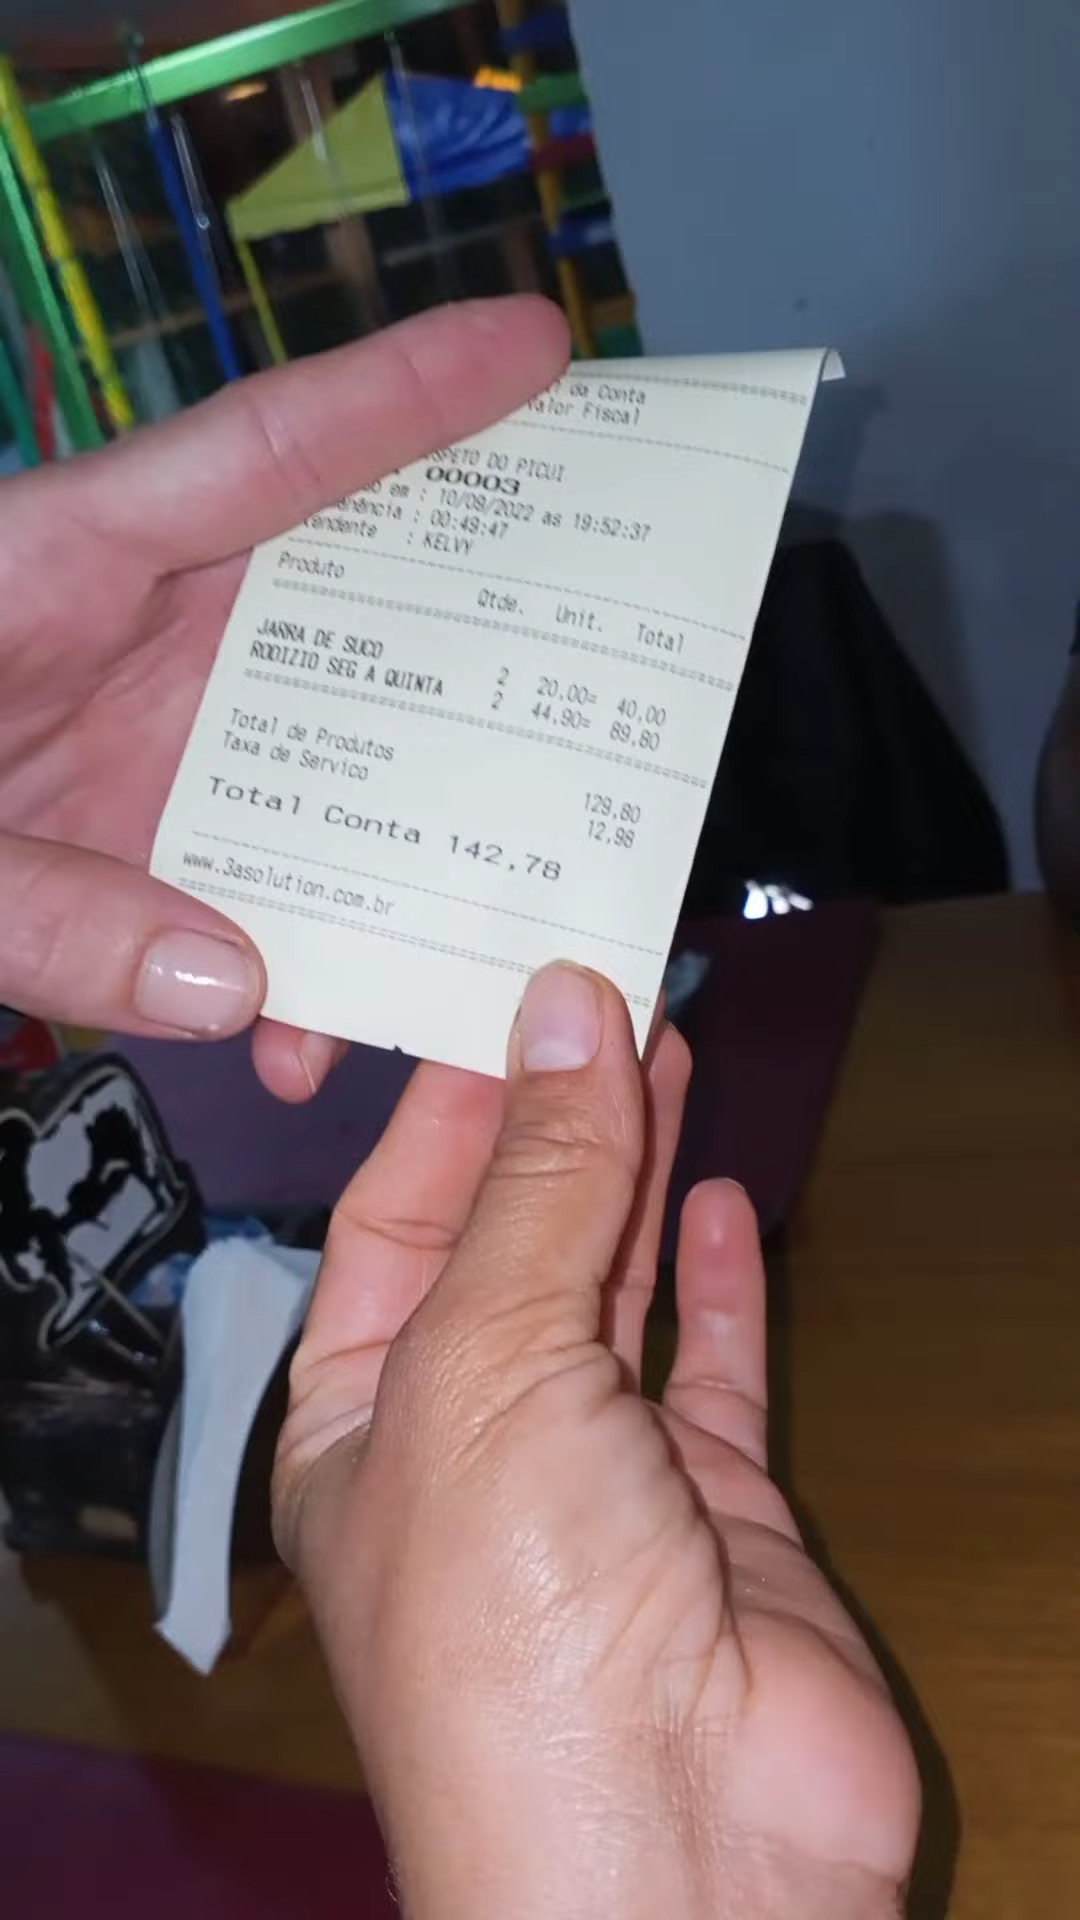 da Conta
Valor Fiscal
DO PICUI
00003
em : 10/09/2022 as 19:52:37
: 00:49:47
: KELVY
Produto Qtde. Unit. Total
JARRA DE SUCO 2 20,00= 40,00
RODIZIO SEG A QUINTA 2 44,90= 89,80
Total de Produtos 129,80
Taxa de Servico 12,98
Total Conta 142,78
www.3asolution.com.br